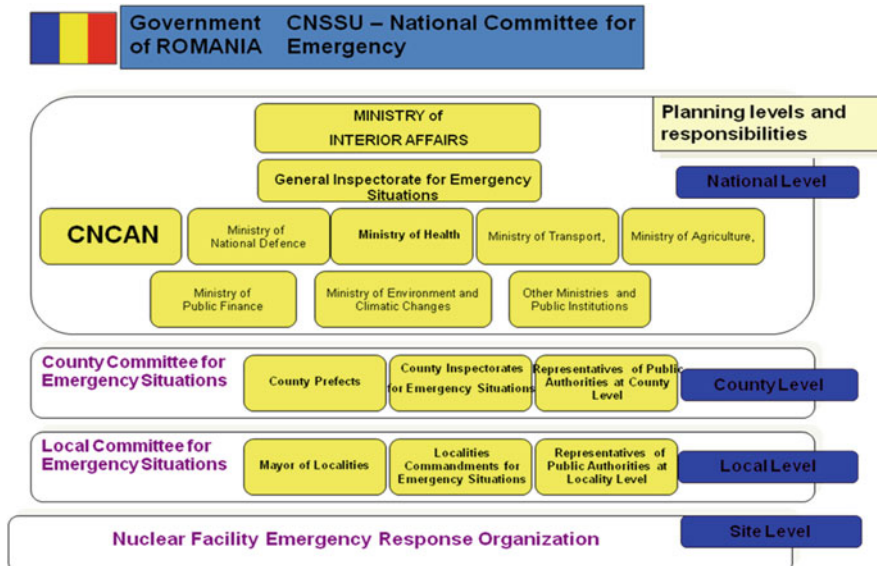 Government CNSSU – National Committee for
of ROMANIA Emergency
Planning levels and
responsibilities
MINISTRY of
INTERIOR AFFAIRS
General Inspectorate for Emergency
Situations
National Level
CNCAN
Ministry of
National Defence
Ministry of Health
Ministry of Transport,
Ministry of Agriculture,
Ministry of
Public Finance
Ministry of Environment and
Climatic Changes
Other Ministries and
Public Institutions
County Committee for
Emergency Situations
County Prefects
County Inspectorates
for Emergency Situations
Representatives of Public
Authorities at County
Level
County Level
Local Committee for
Emergency Situations
Mayor of Localities
Localities
Commandments for
Emergency Situations
Representatives of
Public Authorities at
Locality Level
Local Level
Nuclear Facility Emergency Response Organization
Site Level